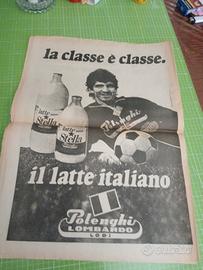 la classe è classe.
latte
Stella
latte
Stella
Polenghi
il latte italiano
Polenghi
LOMBARDO
LODI